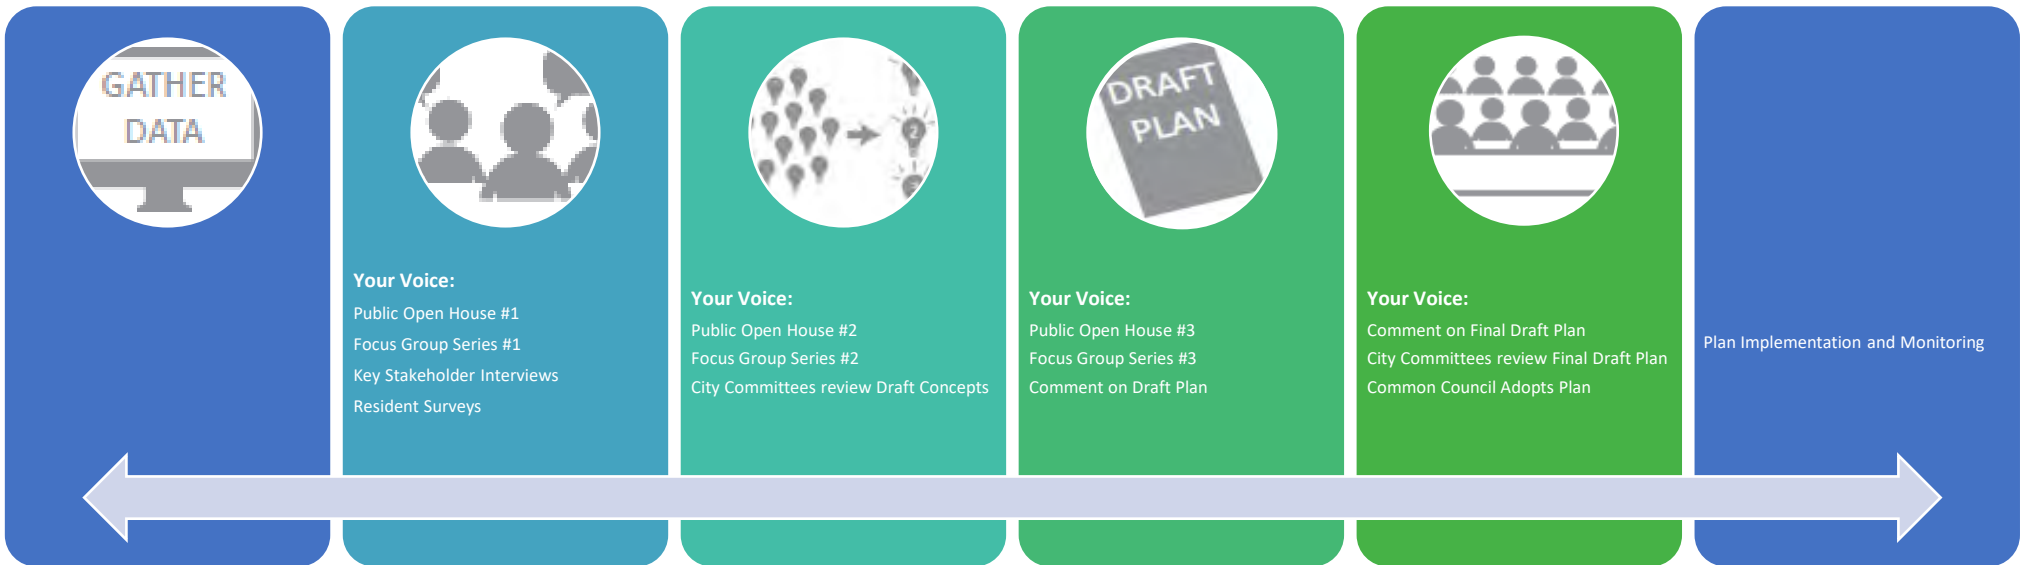 GATHER
DATA
Your Voice:
Public Open House #1
Focus Group Series #1
Key Stakeholder Interviews
Resident Surveys
2
3
Your Voice:
Public Open House #2
Focus Group Series #2
City Committees review Draft Concepts
DRAFT
PLAN
Your Voice:
Public Open House #3
Focus Group Series #3
Comment on Draft Plan
Your Voice:
Comment on Final Draft Plan
City Committees review Final Draft Plan
Common Council Adopts Plan
Plan Implementation and Monitoring